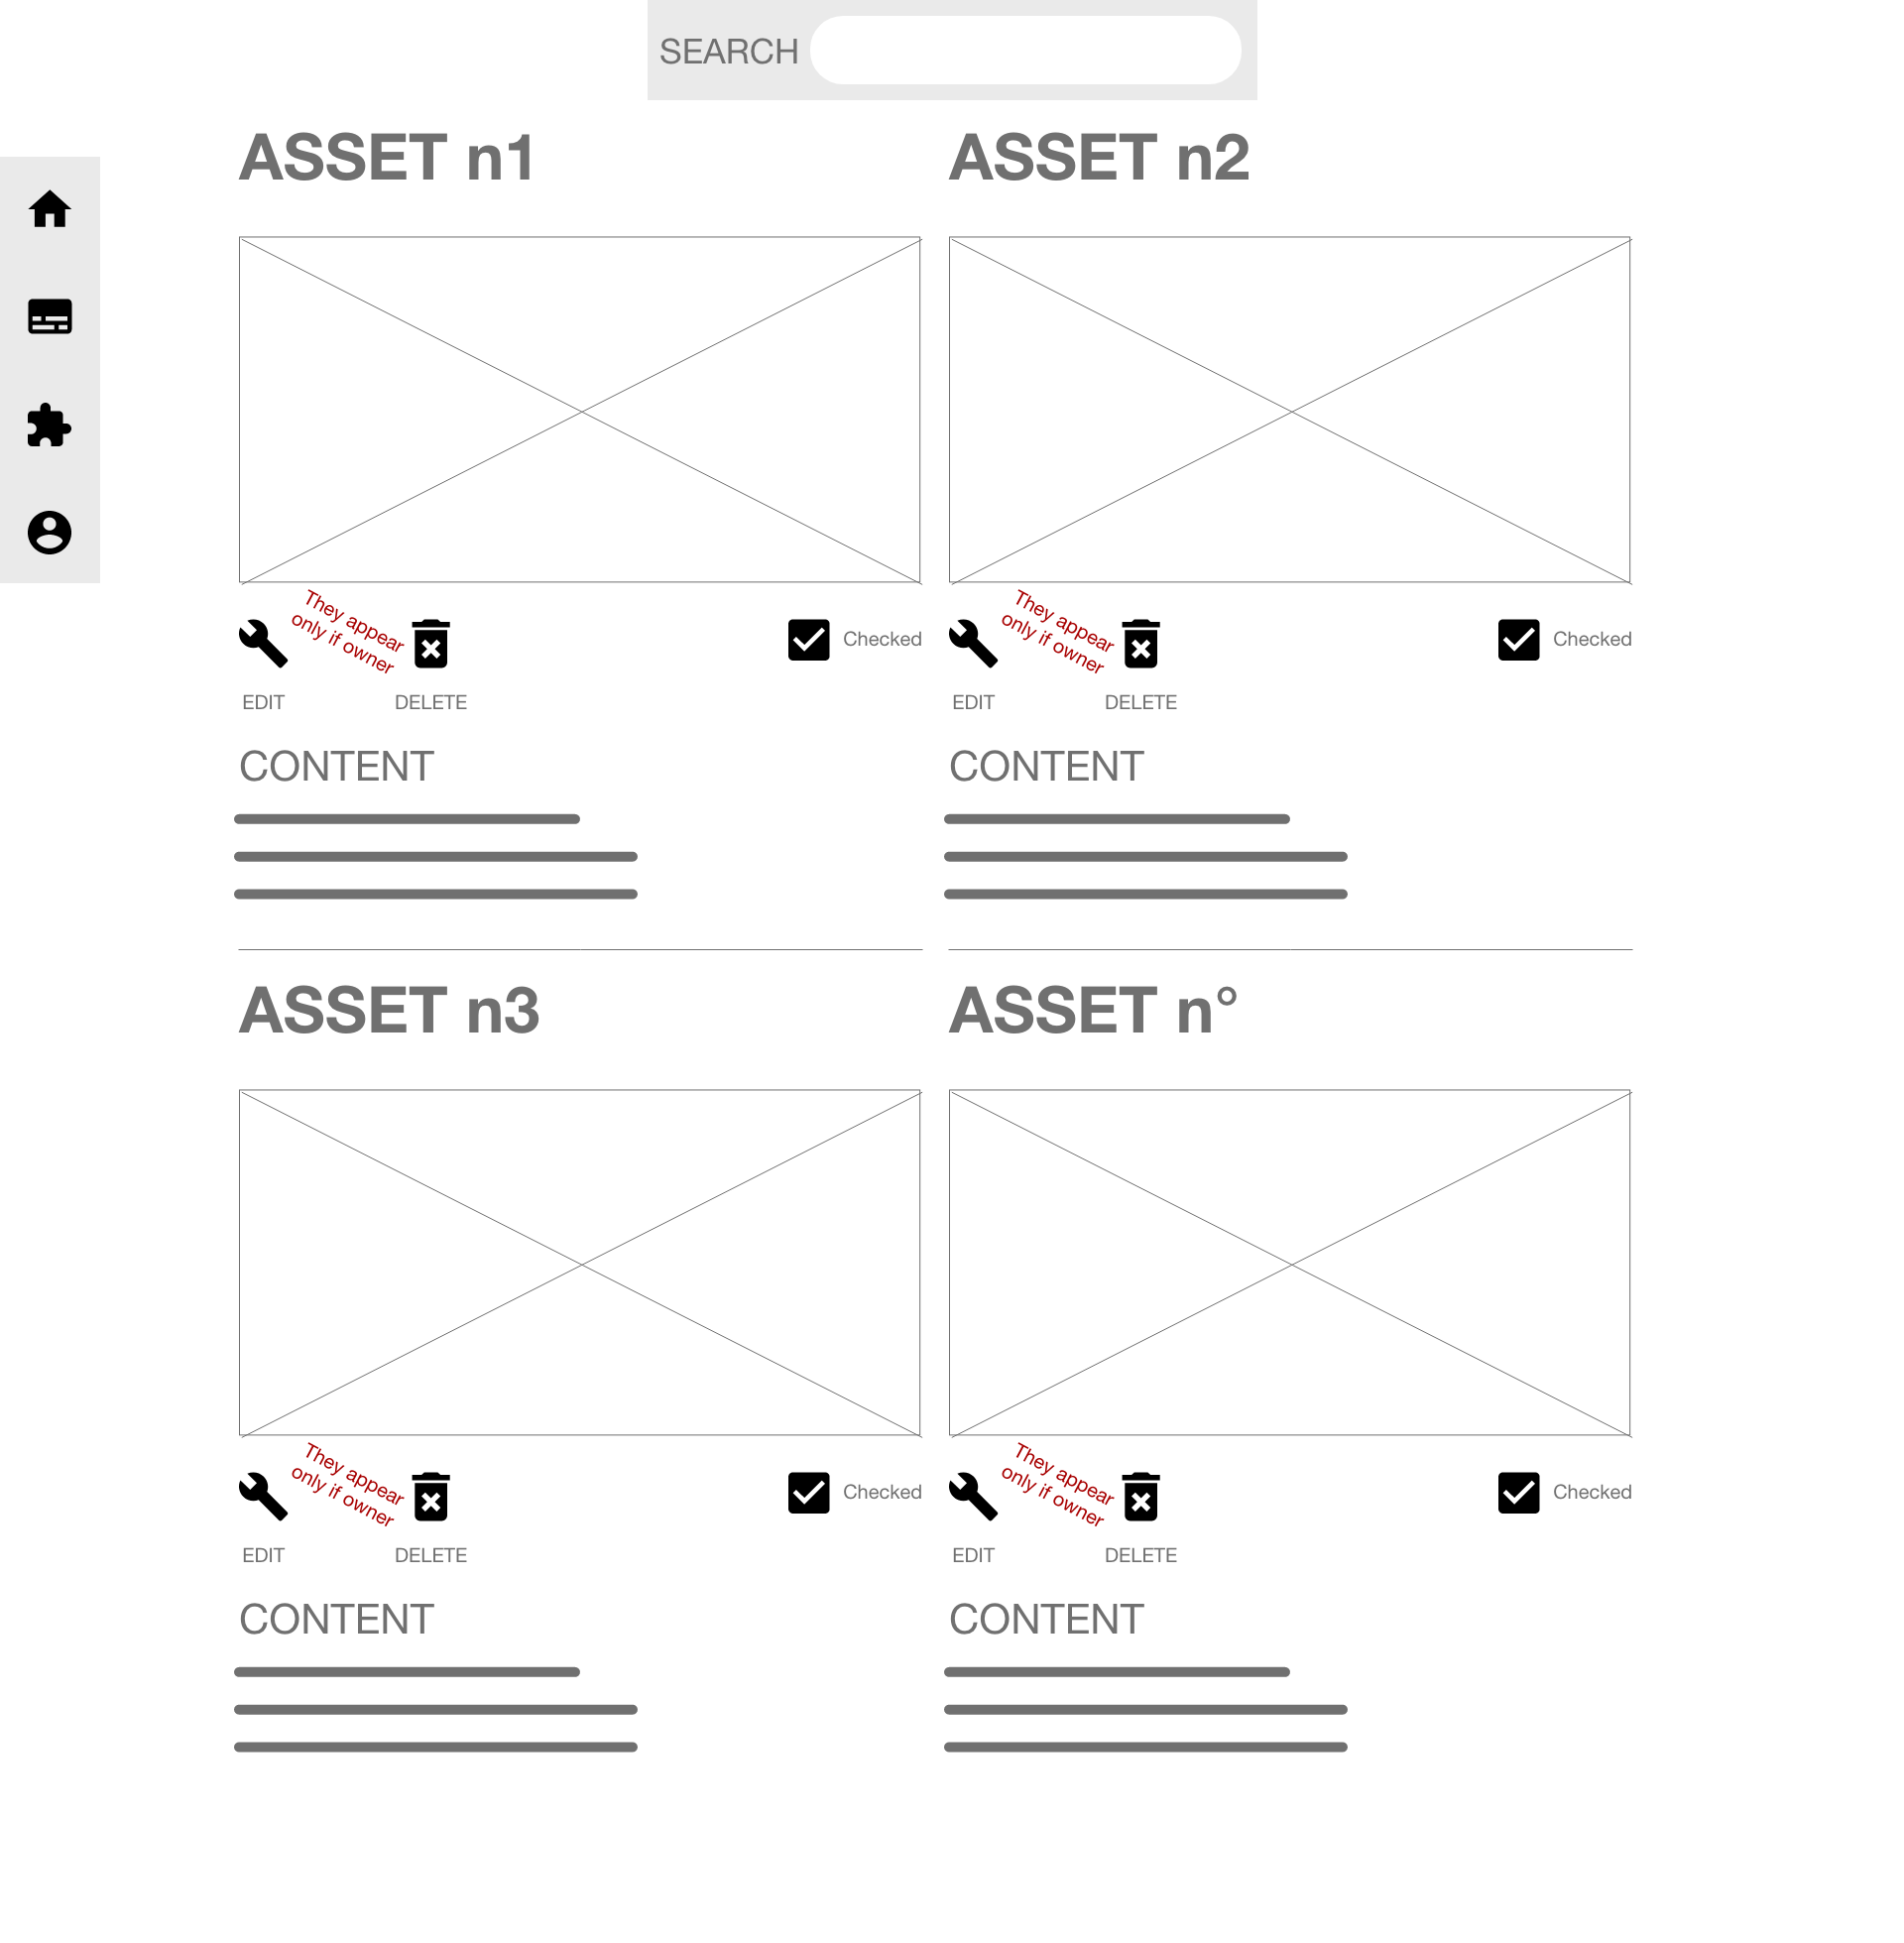 SEARCH
ASSET n1
ASSET n2
They appear
only if owner
Checked
They appear
only if owner
Checked
EDIT
DELETE
EDIT
DELETE
CONTENT
CONTENT
ASSET n3
ASSET n°
They appear
only if owner
Checked
They appear
only if owner
Checked
EDIT
DELETE
EDIT
DELETE
CONTENT
CONTENT